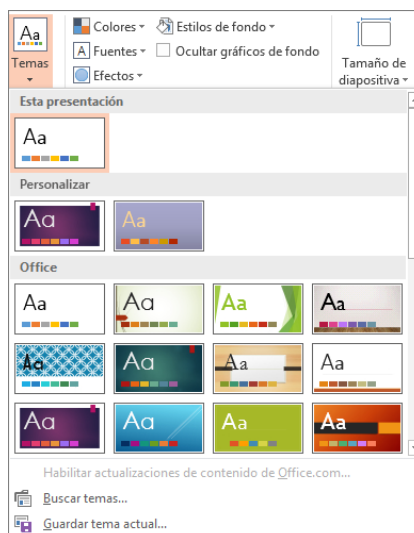 Aa
Temas
Colores
Estilos de fondo
Fuentes
Ocultar gráficos de fondo
Efectos
Tamaño de
diapositiva
Esta presentación
Aa
Personalizar
Aa Aa
Office
Aa Aa Aa Aa
Aa Aa Aa Aa
Aa Aa Aa Aa
Habilitar actualizaciones de contenido de Office.com...
Buscar temas...
Guardar tema actual...